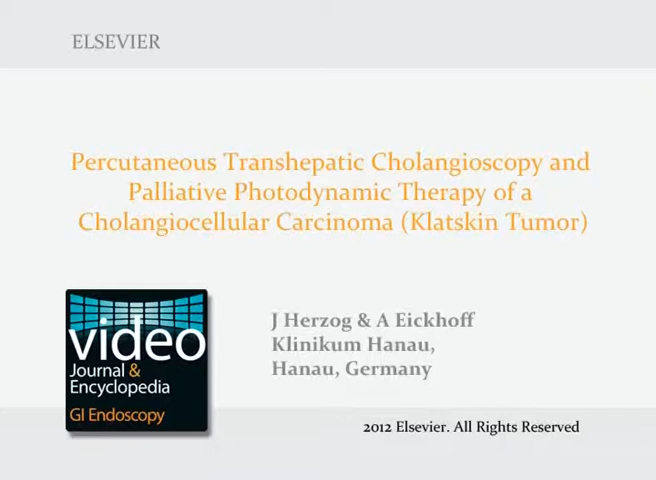 ELSEVIER
Percutaneous Transhepatic Cholangioscopy and
Palliative Photodynamic Therapy of a
Cholangiocellular Carcinoma (Klatskin Tumor)
video
Journal &
Encyclopedia
GI Endoscopy
J Herzog & A Eickhoff
Klinikum Hanau,
Hanau, Germany
2012 Elsevier. All Rights Reserved